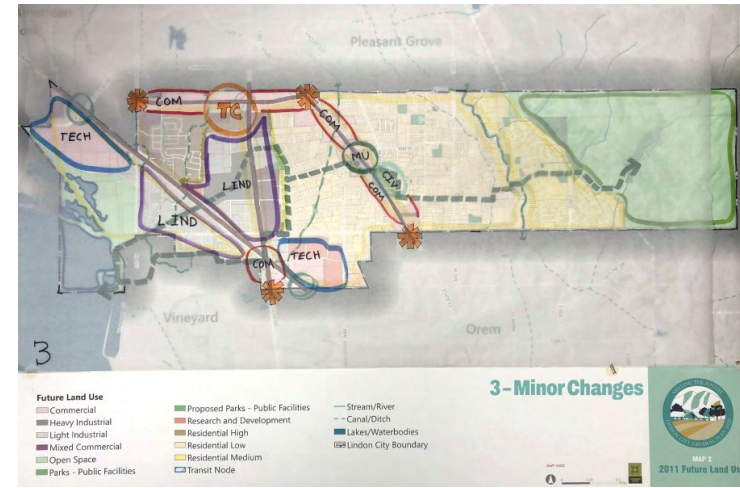 Pleasant Grove
COM
TC
COM
TECH
MU
CIV
L IND
COM
L IND
TECH
COM
Vineyard
Orem
3
3-Minor Changes
Future Land Use
Commercial
Heavy Industrial
Light Industrial
Mixed Commercial
Open Space
Parks - Public Facilities
Proposed Parks - Public Facilities
Research and Development
Residential High
Residential Low
Residential Medium
Transit Node
Stream/River
Canal/Ditch
Lakes/Waterbodies
Lindon City Boundary
MAP 2
2011 Future Land Us